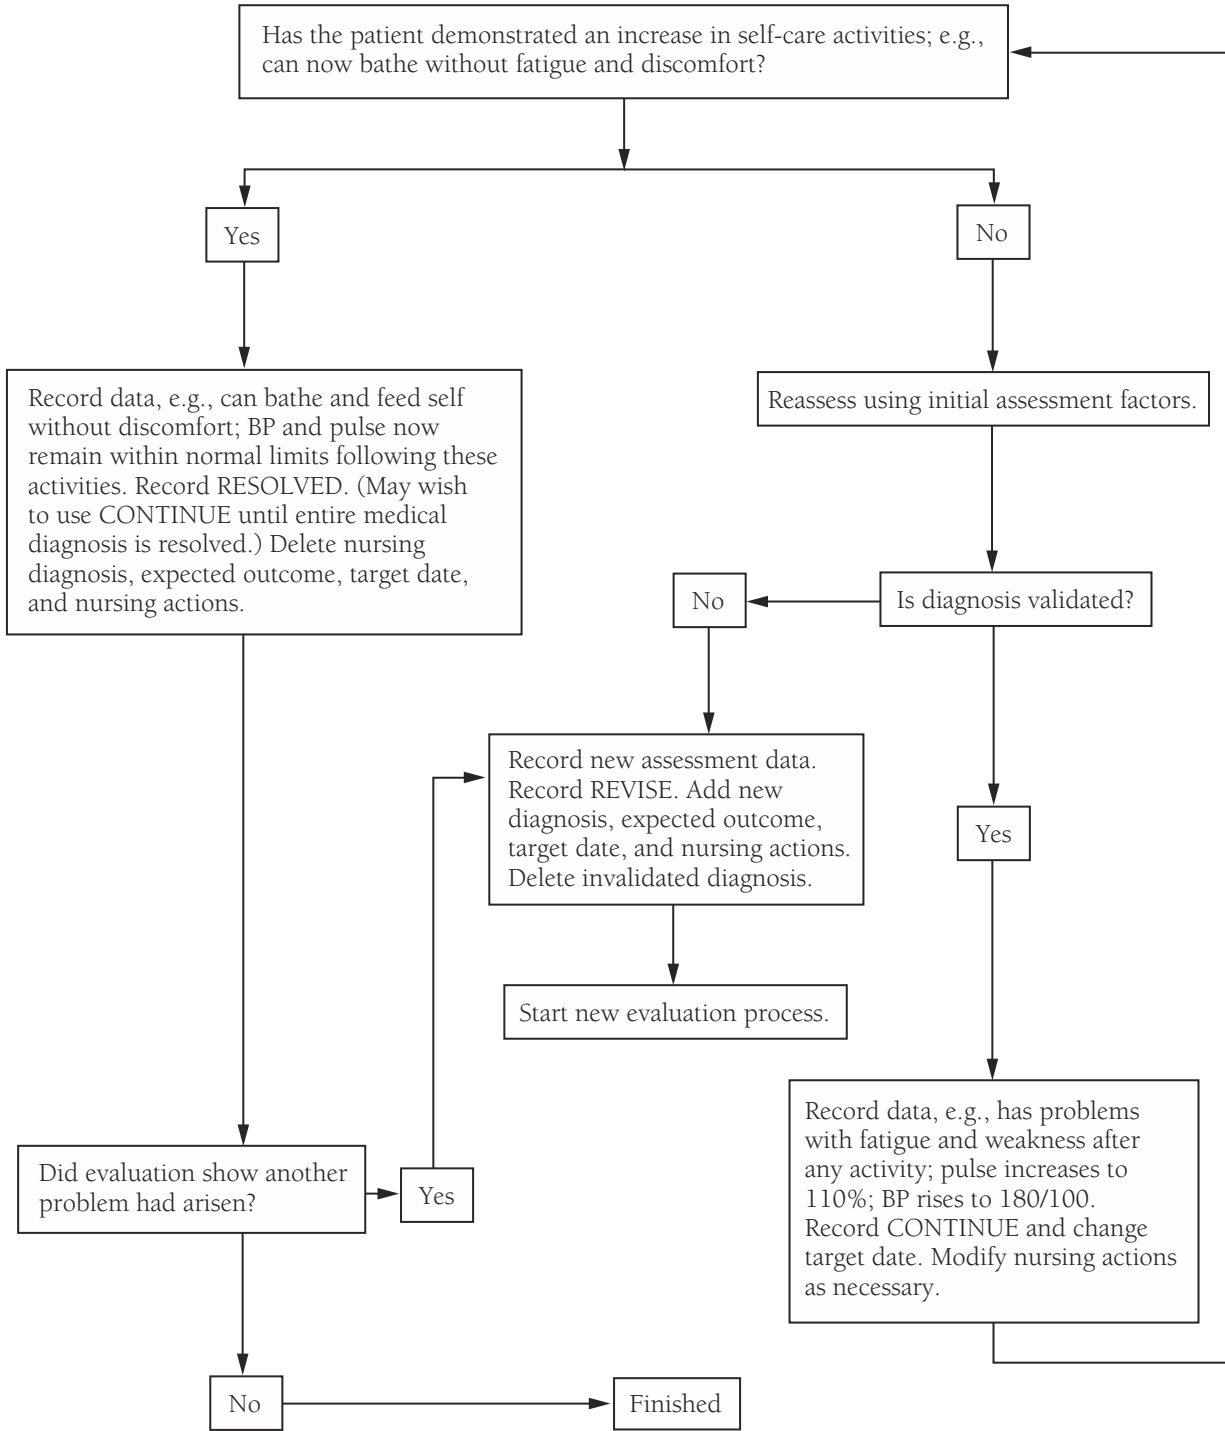 Has the patient demonstrated an increase in self-care activities; e.g.,
can now bathe without fatigue and discomfort?
Yes
No
Record data, e.g., can bathe and feed self
without discomfort; BP and pulse now
remain within normal limits following these
activities. Record RESOLVED. (May wish
to use CONTINUE until entire medical
diagnosis is resolved.) Delete nursing
diagnosis, expected outcome, target date,
and nursing actions.
Reassess using initial assessment factors.
No
Is diagnosis validated?
Record new assessment data.
Record REVISE. Add new
diagnosis, expected outcome,
target date, and nursing actions.
Delete invalidated diagnosis.
Yes
Start new evaluation process.
Record data, e.g., has problems
with fatigue and weakness after
any activity; pulse increases to
110%; BP rises to 180/100.
Record CONTINUE and change
target date. Modify nursing actions
as necessary.
Did evaluation show another
problem had arisen?
Yes
No
Finished